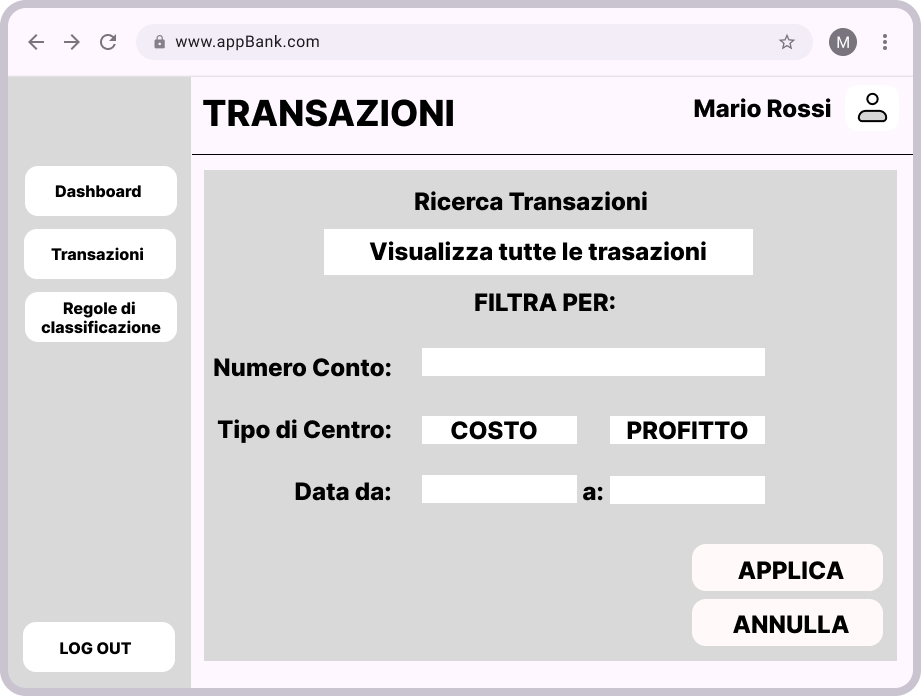 www.appBank.com
M
TRANSAZIONI
Mario Rossi
Dashboard
Transazioni
Regole di
classificazione
LOG OUT
Ricerca Transazioni
Visualizza tutte le trasazioni
FILTRA PER:
Numero Conto:
Tipo di Centro: COSTO PROFITTO
Data da: a:
APPLICA
ANNULLA